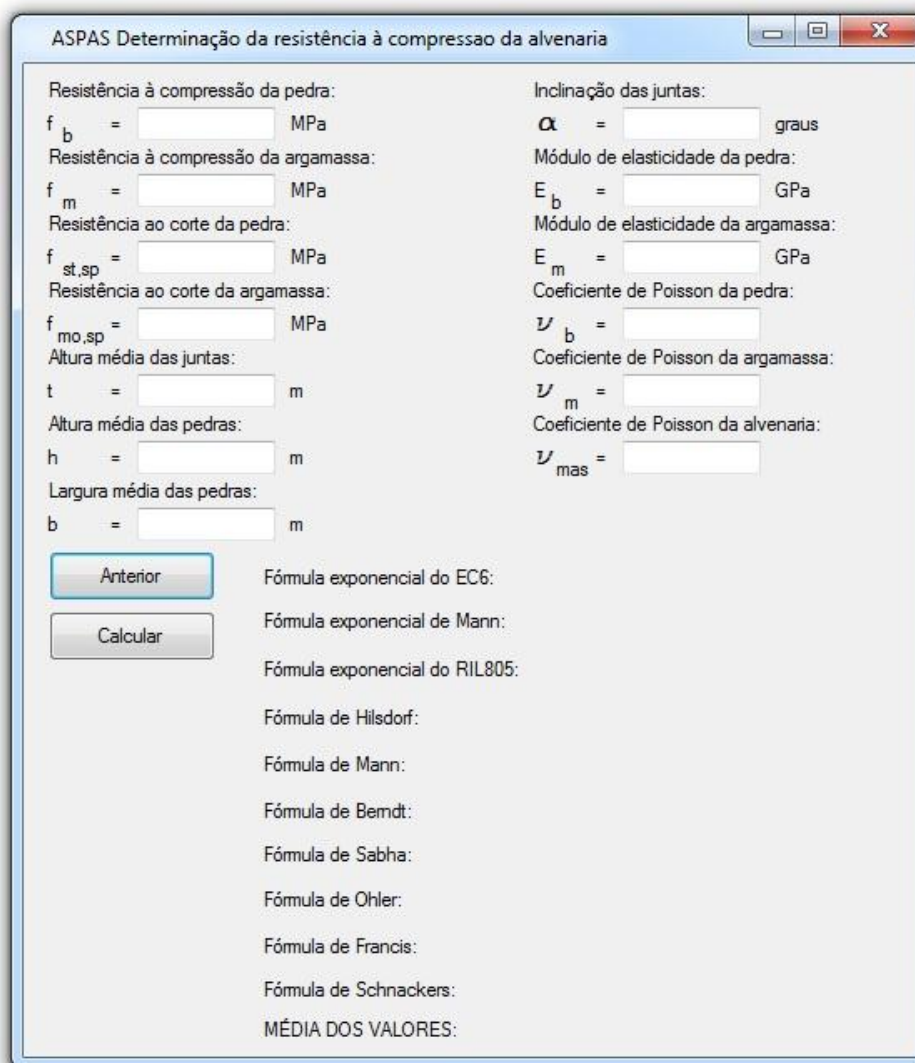 ASPAS Determinação da resistência à compressao da alvenaria
Resistência à compressão da pedra:
f b = MPa
Resistência à compressão da argamassa:
f m = MPa
Resistência ao corte da pedra:
f st,sp = MPa
Resistência ao corte da argamassa:
f mo,sp = MPa
Altura média das juntas:
t = m
Altura média das pedras:
h = m
Largura média das pedras:
b = m
Inclinação das juntas:
α = graus
Módulo de elasticidade da pedra:
E b = GPa
Módulo de elasticidade da argamassa:
E m = GPa
Coeficiente de Poisson da pedra:
ν b =
Coeficiente de Poisson da argamassa:
ν m =
Coeficiente de Poisson da alvenaria:
ν mas =
Anterior
Calcular
Fórmula exponencial do EC6:
Fórmula exponencial de Mann:
Fórmula exponencial do RIL805:
Fórmula de Hilsdorf:
Fórmula de Mann:
Fórmula de Berndt:
Fórmula de Sabha:
Fórmula de Ohler:
Fórmula de Francis:
Fórmula de Schnackers:
MÉDIA DOS VALORES: